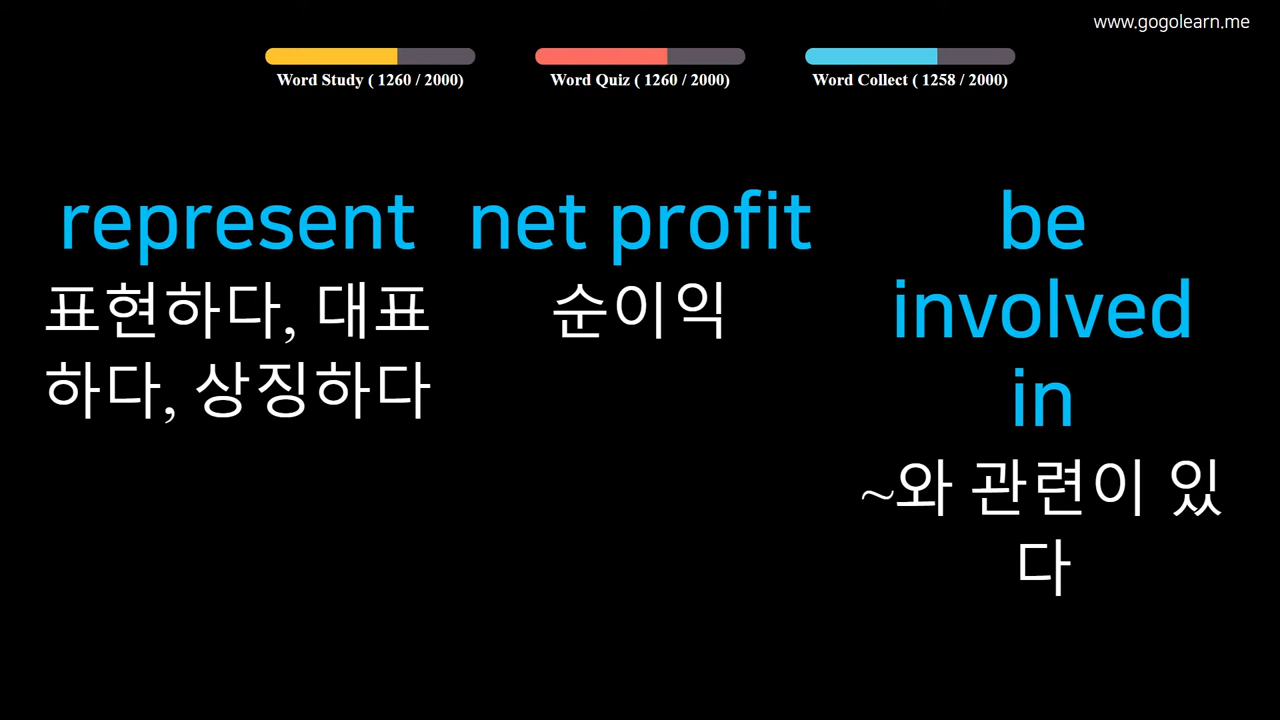 www.gogolearn.me
Word Study ( 1260 / 2000)
Word Quiz ( 1260 / 2000)
Word Collect ( 1258 / 2000)
represent
표현하다, 대표
하다, 상징하다
net profit
순이익
be
involved
in
~와 관련이 있
다